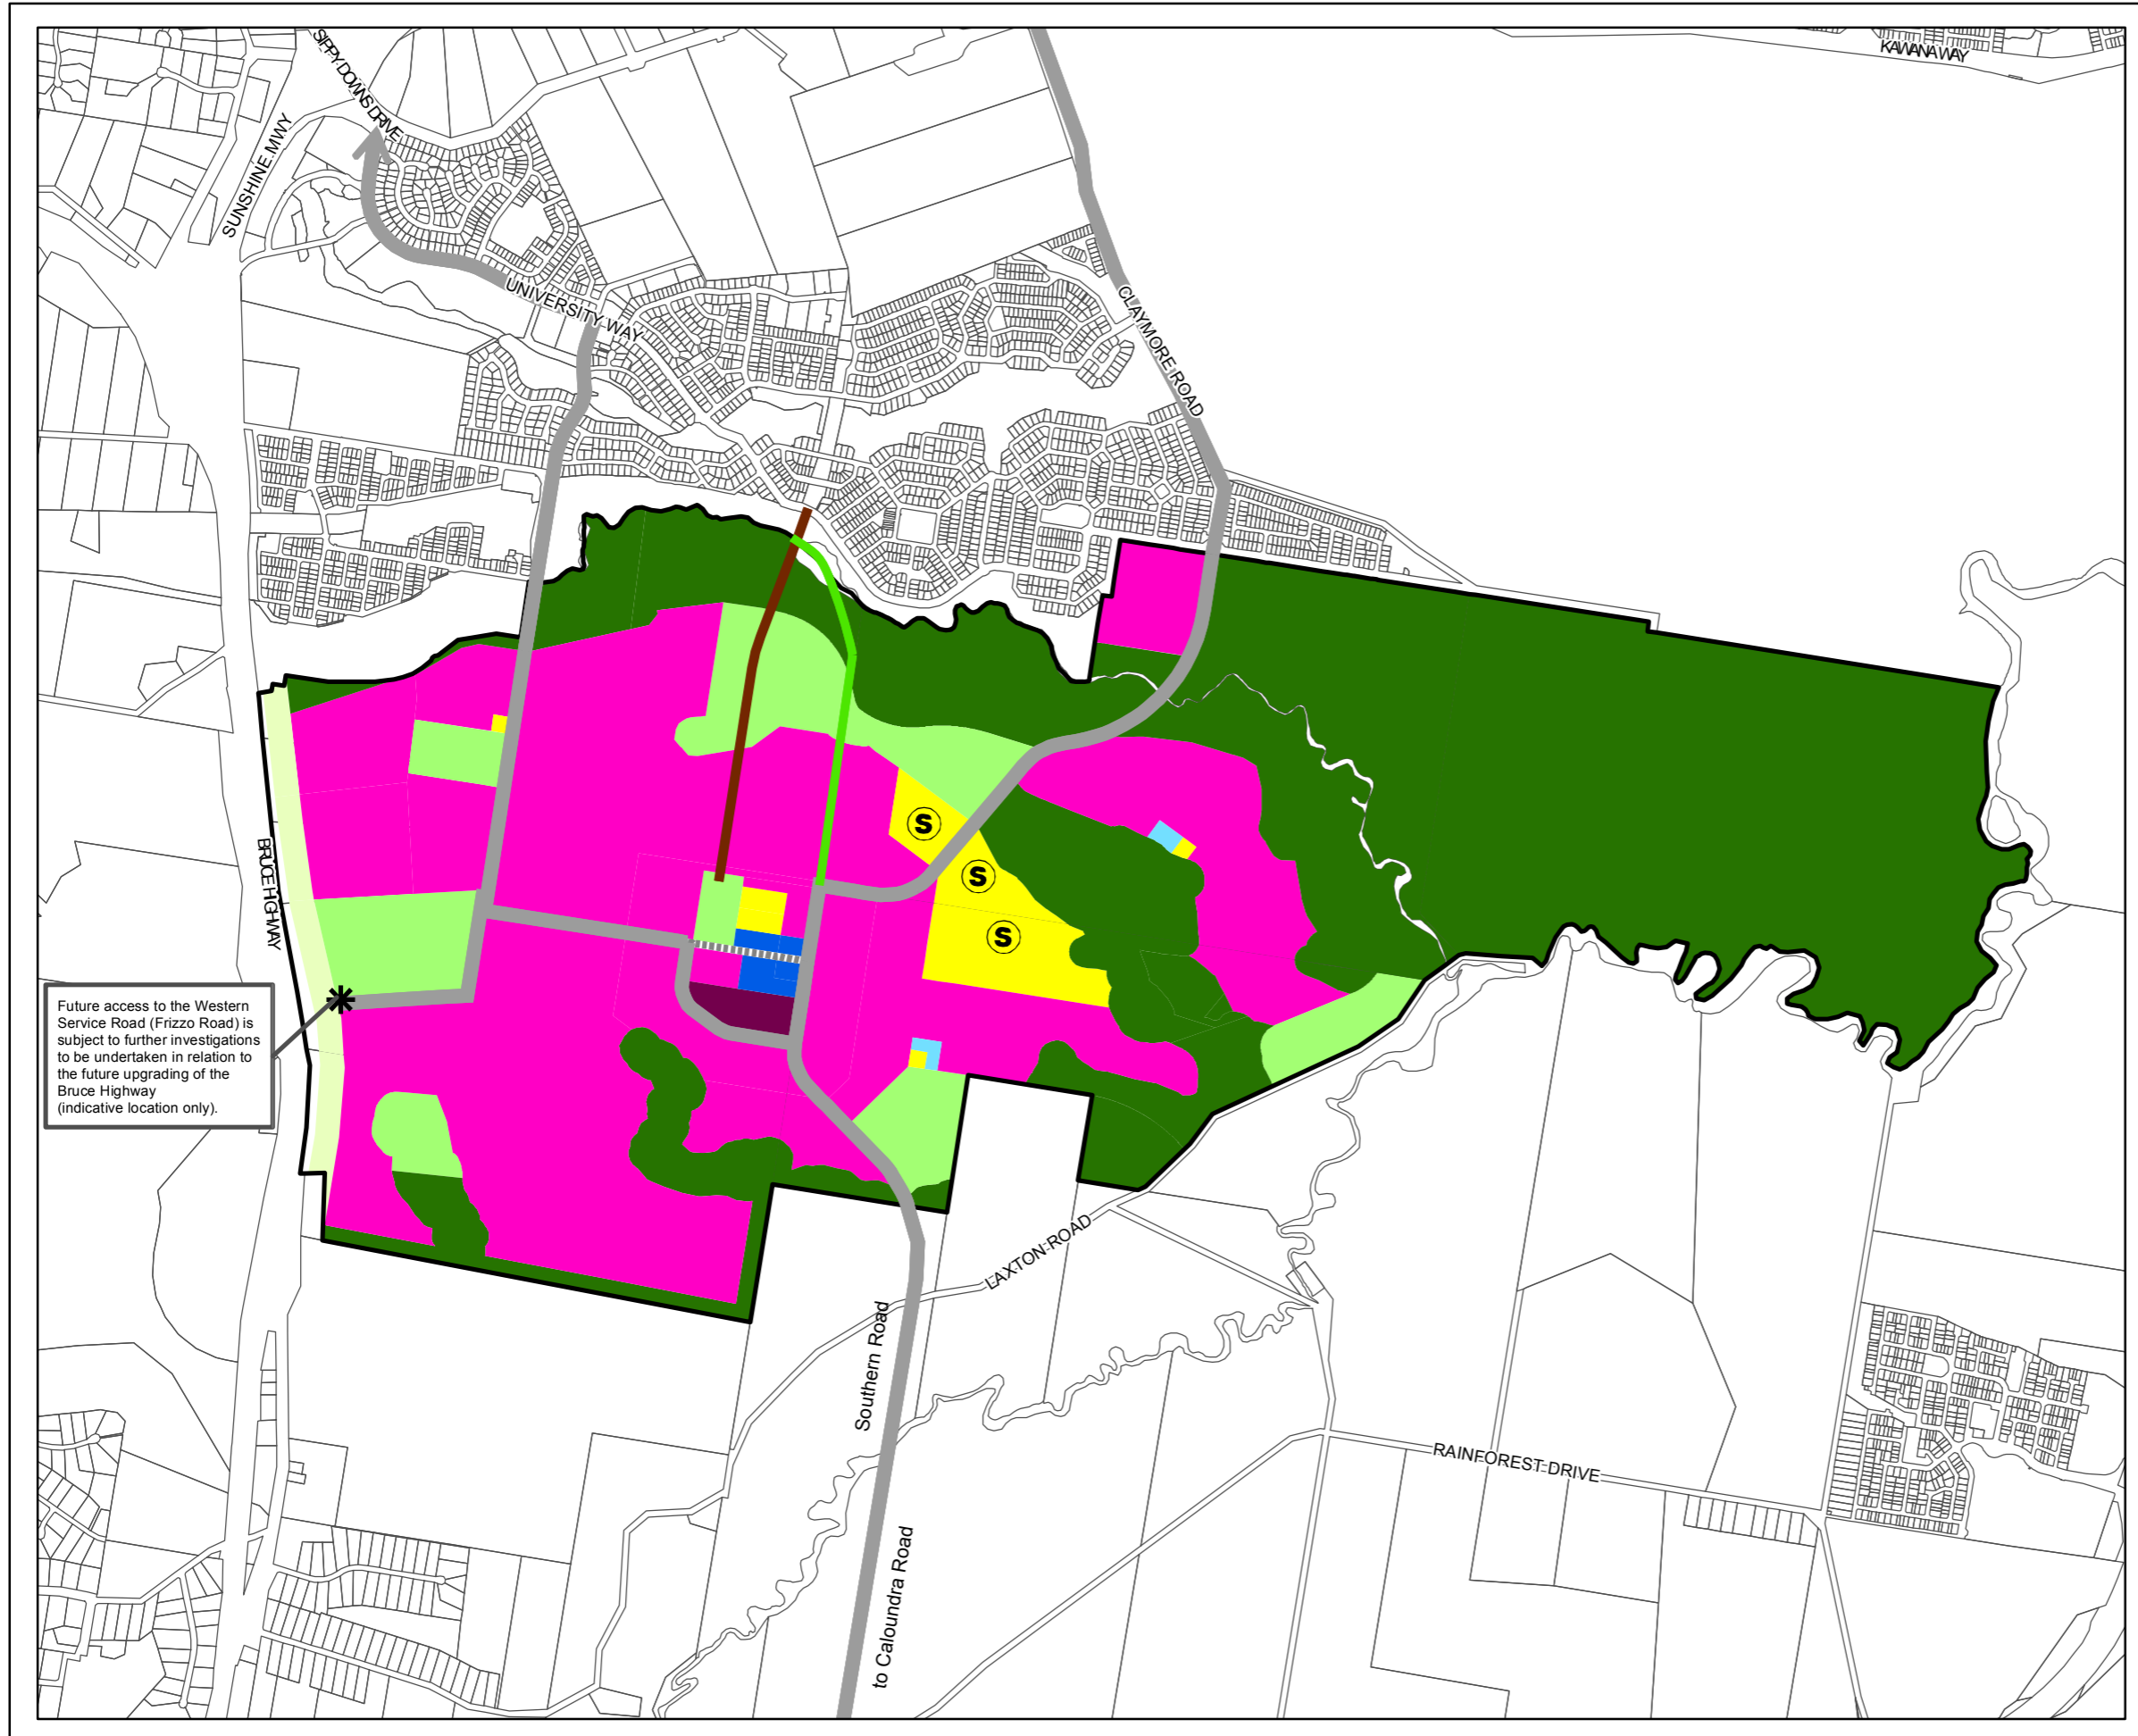 KAWANA WAY
SIPPY DOWNS DRIVE
SUNSHINE MWY
UNIVERSITY WAY
CLAYMORE ROAD
S
S
S
BRUCE HIGHWAY
Future access to the Western
Service Road (Frizzo Road) is
subject to further investigations
to be undertaken in relation to
the future upgrading of the
Bruce Highway
(indicative location only).
LAXTON ROAD
Southern Road
RAINFOREST DRIVE
to Caloundra Road